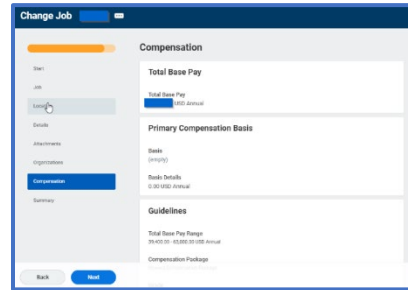 Change Job
Compensation
Start
Job
Details
Attachments
Organizations
Compensation
Summary
Total Base Pay
Total Base Pay
USD Annual
Primary Compensation Basis
Basis
(empty)
Basis Details
0.00 USD Annual
Guidelines
Total Base Pay Range
USD Annual
Compensation Package
Back
Next